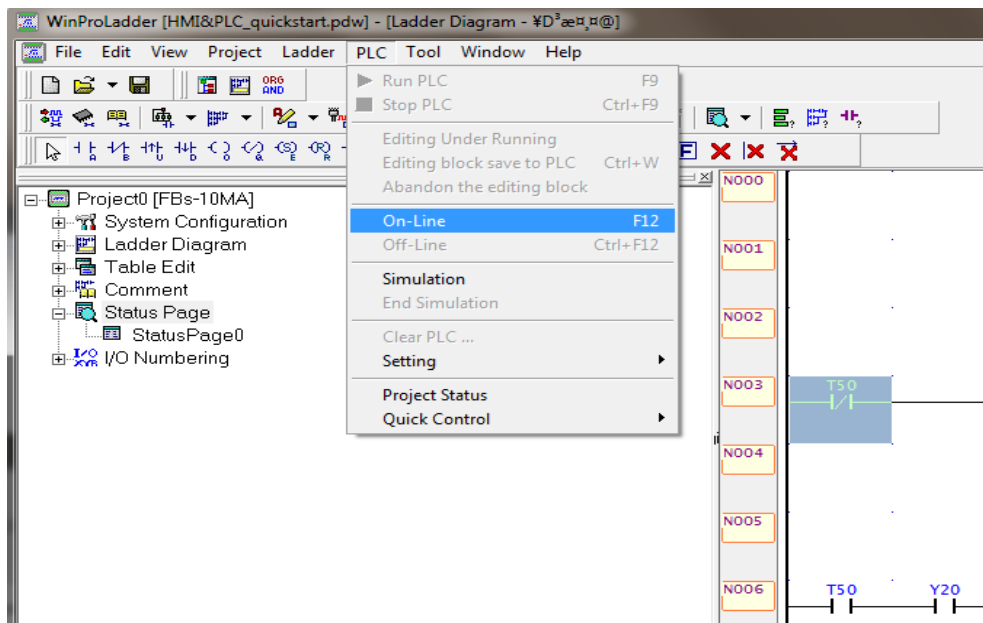 WinProLadder [HMI&PLC_quickstart.pdw] - [Ladder Diagram - ¥D³æ¤¸¤@]
File Edit View Project Ladder PLC Tool Window Help
ORG
AND
Run PLC F9
Stop PLC Ctrl+F9
Editing Under Running
Editing block save to PLC Ctrl+W
Abandon the editing block
On-Line F12
Off-Line Ctrl+F12
Simulation
End Simulation
Clear PLC ...
Setting
Project Status
Quick Control
Project0 [FBs-10MA]
System Configuration
Ladder Diagram
Table Edit
Comment
Status Page
StatusPage0
I/O Numbering
N000
N001
N002
N003 T50
N004
N005
N006 T50 Y20